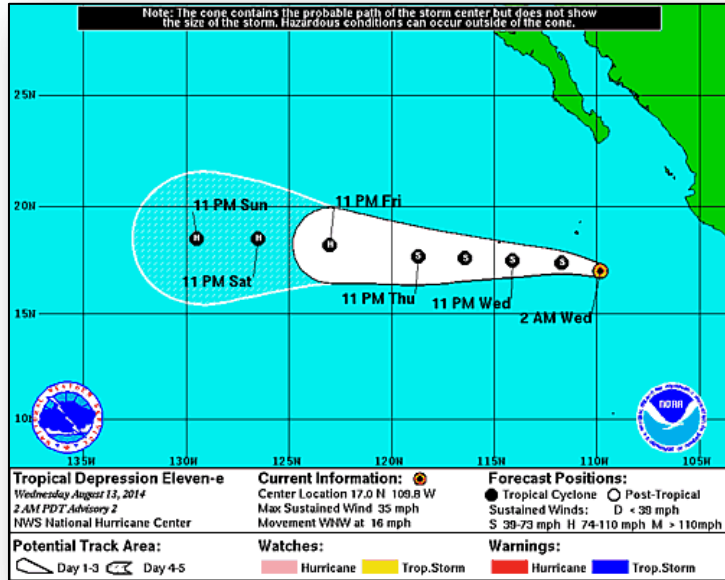 Note: The cone contains the probable path of the storm center but does not show
the size of the storm. Hazardous conditions can occur outside of the cone.
25N
20N
11 PM Sun
11 PM Fri
H
H
H
S
S
S
S
11 PM Sat
11 PM Thu
11 PM Wed
2 AM Wed
15N
10N
NOAA
135W
130W
125W
120W
115W
110W
105W
Tropical Depression Eleven-e
Wednesday August 13, 2014
2 AM PDT Advisory 2
NWS National Hurricane Center
Current Information:
Center Location 17.0 N 109.8 W
Max Sustained Wind 35 mph
Movement WNW at 16 mph
Forecast Positions:
Tropical Cyclone Post-Tropical
Sustained Winds: D < 39 mph
S 39-73 mph H 74-110 mph M > 110mph
Potential Track Area:
Day 1-3 Day 4-5
Watches:
Hurricane Trop.Storm
Warnings:
Hurricane Trop.Storm